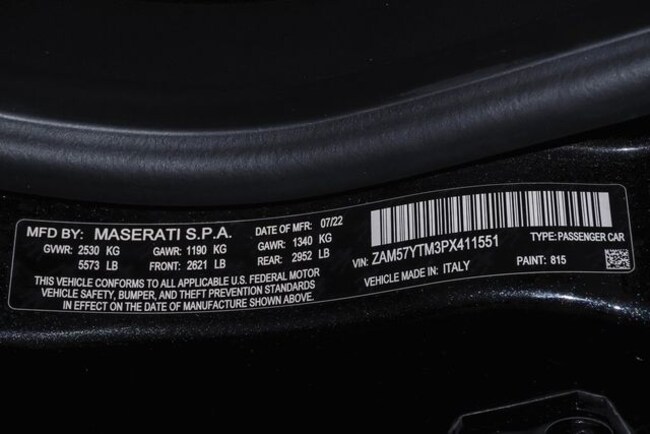 MFD BY: MASERATI S.P.A. DATE OF MFR: 07/22
GVWR: 2530 KG GAWR: 1190 KG GAWR: 1340 KG
5573 LB FRONT: 2621 LB REAR: 2952 LB
THIS VEHICLE CONFORMS TO ALL APPLICABLE U.S. FEDERAL MOTOR
VEHICLE SAFETY, BUMPER, AND THEFT PREVENTION STANDARDS
IN EFFECT ON THE DATE OF MANUFACTURE SHOWN ABOVE.
VIN: ZAM57YTM3PX411551 TYPE: PASSENGER CAR
VEHICLE MADE IN: ITALY PAINT: 815